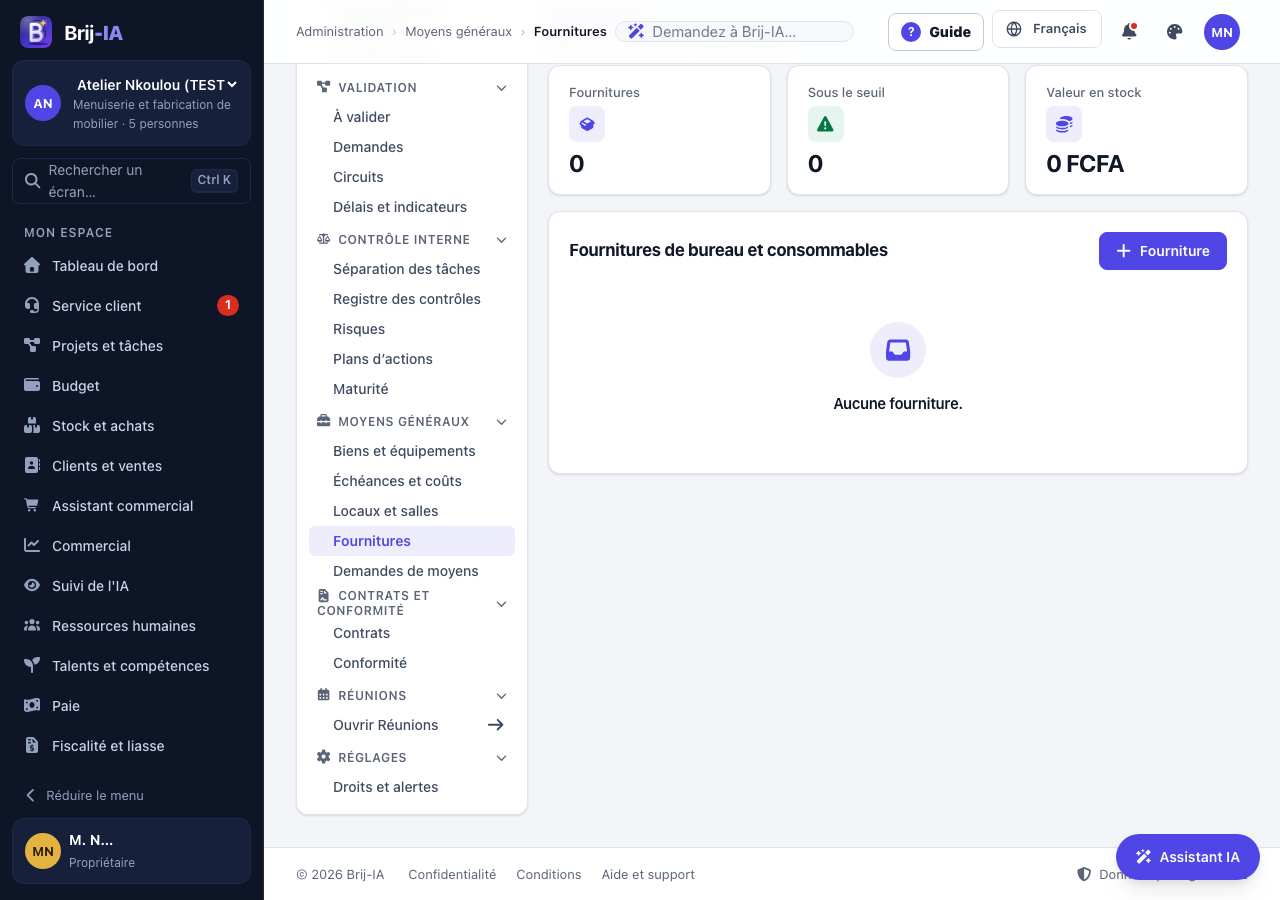 Brij-IA
AN
Atelier Nkoulou (TEST
Menuiserie et fabrication de
mobilier · 5 personnes
Rechercher un
écran...
Ctrl K
MON ESPACE
Tableau de bord
Service client
1
Projets et tâches
Budget
Stock et achats
Clients et ventes
Assistant commercial
Commercial
Suivi de l'IA
Ressources humaines
Talents et compétences
Paie
Fiscalité et liasse
Réduire le menu
MN
M. N...
Propriétaire
Administration › Moyens généraux › Fournitures
Demandez à Brij-IA...
? Guide
Français
MN
VALIDATION
À valider
Demandes
Circuits
Délais et indicateurs
CONTRÔLE INTERNE
Séparation des tâches
Registre des contrôles
Risques
Plans d'actions
Maturité
MOYENS GÉNÉRAUX
Biens et équipements
Échéances et coûts
Locaux et salles
Fournitures
Demandes de moyens
CONTRATS ET
CONFORMITÉ
Contrats
Conformité
RÉUNIONS
Ouvrir Réunions
RÉGLAGES
Droits et alertes
Fournitures
0
Sous le seuil
0
Valeur en stock
0 FCFA
Fournitures de bureau et consommables
Fourniture
Aucune fourniture.
© 2026 Brij-IA
Confidentialité
Conditions
Aide et support
Assistant IA